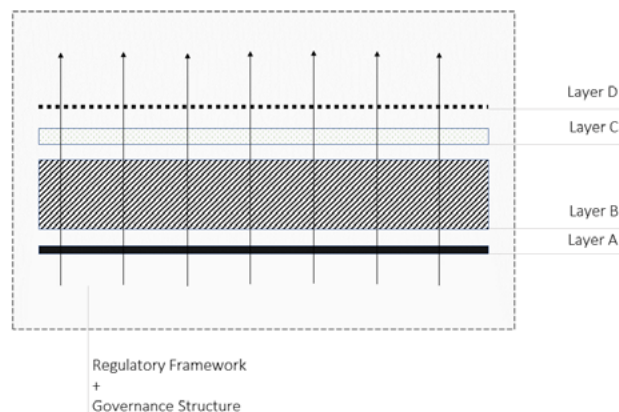 Layer D
Layer C
Layer B
Layer A
Regulatory Framework
+
Governance Structure